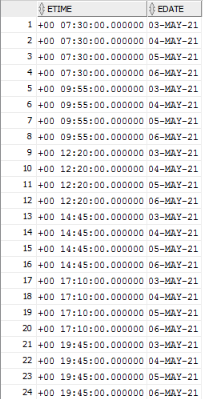 ETIME EDATE
1 +00 07:30:00.000000 03-MAY-21
2 +00 07:30:00.000000 04-MAY-21
3 +00 07:30:00.000000 05-MAY-21
4 +00 07:30:00.000000 06-MAY-21
5 +00 09:55:00.000000 03-MAY-21
6 +00 09:55:00.000000 04-MAY-21
7 +00 09:55:00.000000 05-MAY-21
8 +00 09:55:00.000000 06-MAY-21
9 +00 12:20:00.000000 03-MAY-21
10 +00 12:20:00.000000 04-MAY-21
11 +00 12:20:00.000000 05-MAY-21
12 +00 12:20:00.000000 06-MAY-21
13 +00 14:45:00.000000 03-MAY-21
14 +00 14:45:00.000000 04-MAY-21
15 +00 14:45:00.000000 05-MAY-21
16 +00 14:45:00.000000 06-MAY-21
17 +00 17:10:00.000000 03-MAY-21
18 +00 17:10:00.000000 04-MAY-21
19 +00 17:10:00.000000 05-MAY-21
20 +00 17:10:00.000000 06-MAY-21
21 +00 19:45:00.000000 03-MAY-21
22 +00 19:45:00.000000 04-MAY-21
23 +00 19:45:00.000000 05-MAY-21
24 +00 19:45:00.000000 06-MAY-21